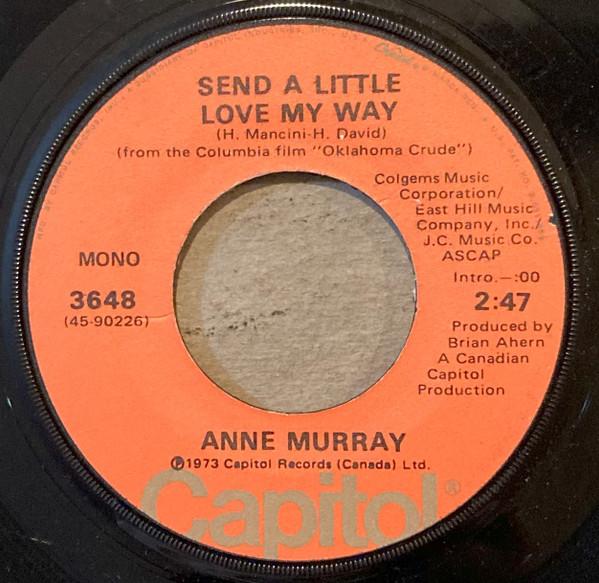 SEND A LITTLE
LOVE MY WAY
(H. Mancini-H. David)
(from the Columbia film "Oklahoma Crude")
Colgems Music
Corporation/
East Hill Music
Company, Inc./
J.C. Music Co.
ASCAP
MONO
Intro.—:00
3648
2:47
(45-90226)
Produced by
Brian Ahern
A Canadian
Capitol
Production
ANNE MURRAY
℗1973 Capitol Records (Canada) Ltd.
Capitol®